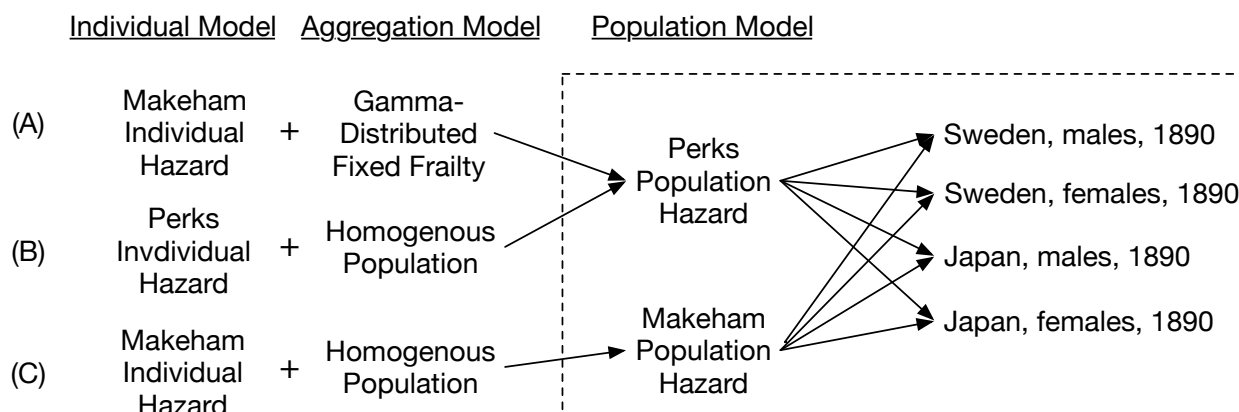 Individual Model Aggregation Model Population Model
(A)
Makeham
Individual
Hazard
+
Gamma-
Distributed
Fixed Frailty
(B)
Perks
Invdividual
Hazard
+
Homogenous
Population
(C)
Makeham
Individual
Hazard
+
Homogenous
Population
Perks
Population
Hazard
Makeham
Population
Hazard
Sweden, males, 1890
Sweden, females, 1890
Japan, males, 1890
Japan, females, 1890